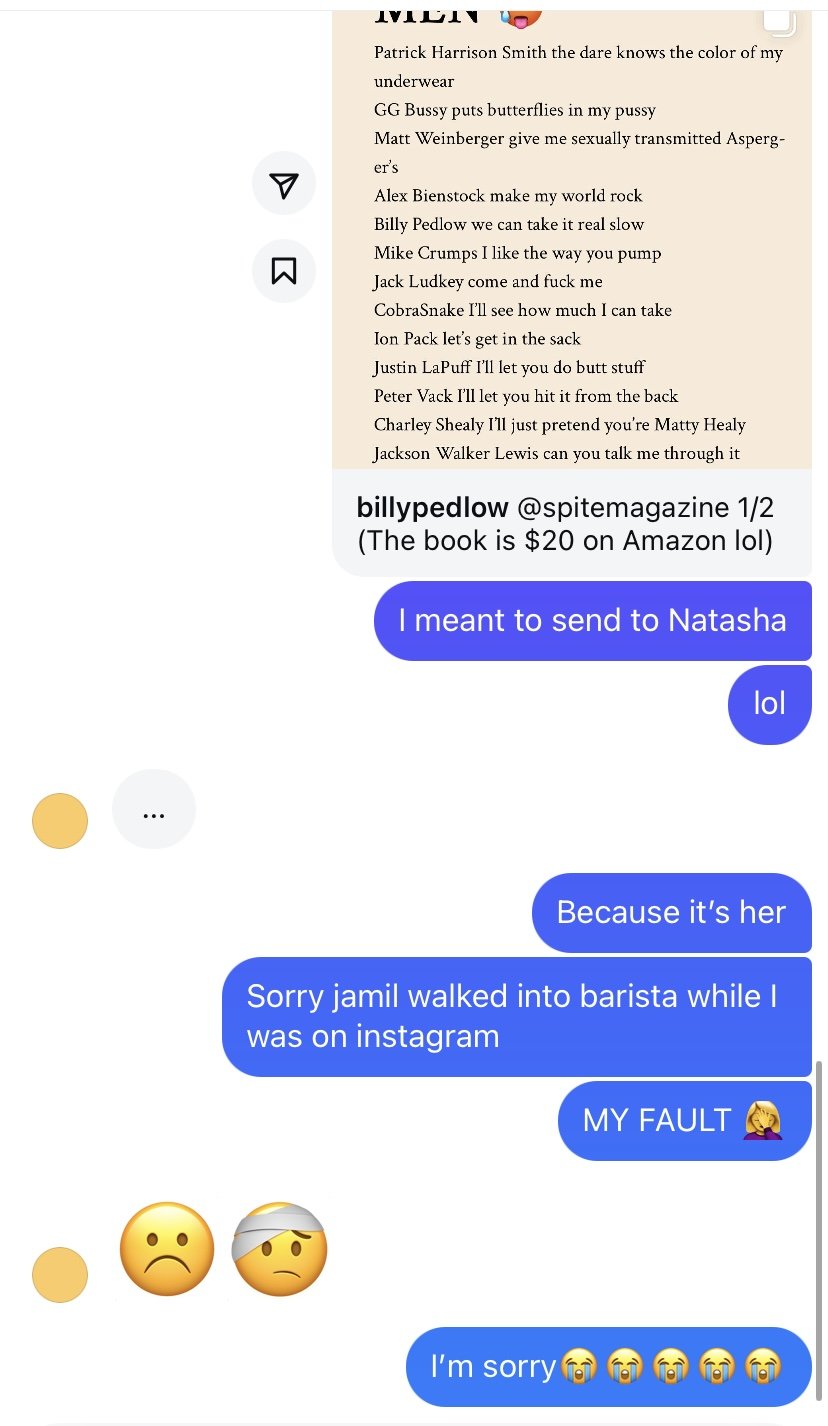 MEN 🥵
Patrick Harrison Smith the dare knows the color of my
underwear
GG Bussy puts butterflies in my pussy
Matt Weinberger give me sexually transmitted Asperg-
er’s
Alex Bienstock make my world rock
Billy Pedlow we can take it real slow
Mike Crumps I like the way you pump
Jack Ludkey come and fuck me
CobraSnake I’ll see how much I can take
Ion Pack let’s get in the sack
Justin LaPuff I’ll let you do butt stuff
Peter Vack I’ll let you hit it from the back
Charley Shealy I’ll just pretend you’re Matty Healy
Jackson Walker Lewis can you talk me through it
billypedlow @spitemagazine 1/2
(The book is $20 on Amazon lol)
I meant to send to Natasha
lol
...
Because it’s her
Sorry jamil walked into barista while I
was on instagram
MY FAULT 🤦‍♀️
☹️ 🤕
I’m sorry😭😭😭😭😭